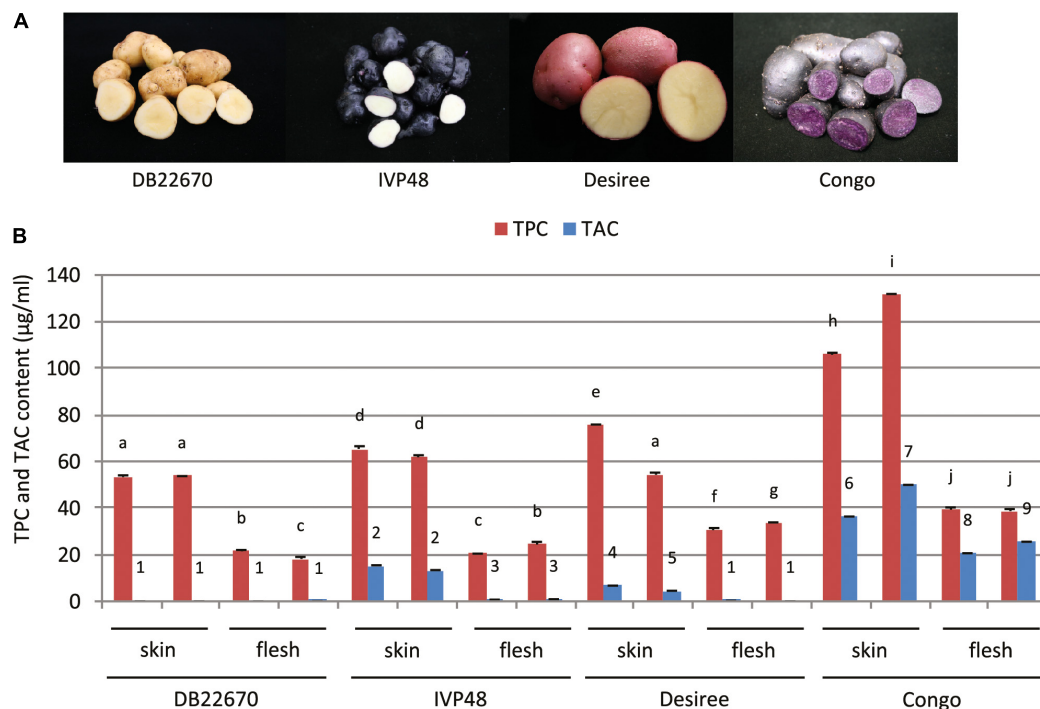 A
DB22670 IVP48 Desiree Congo
TPC TAC
B
TPC and TAC content (µg/ml)
140
120
100
80
60
40
20
0
a a b c d d c b e a f g h i j j
1 1 1 1 2 2 3 3 4 5 1 1 6 7 8 9
skin flesh skin flesh skin flesh skin flesh
DB22670 IVP48 Desiree Congo